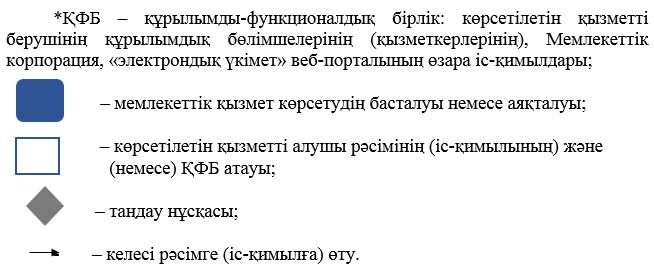 *ҚФБ – құрылымды-функционалдық бірлік: көрсетілетін қызметті
берушінің құрылымдық бөлімшелерінің (қызметкерлерінің), Мемлекеттік
корпорация, «электрондық үкімет» веб-порталының өзара іс-қимылдары;
– мемлекеттік қызмет көрсетудің басталуы немесе аяқталуы;
– көрсетілетін қызметті алушы рәсімінің (іс-қимылының) және
(немесе) ҚФБ атауы;
– таңдау нұсқасы;
– келесі рәсімге (іс-қимылға) өту.